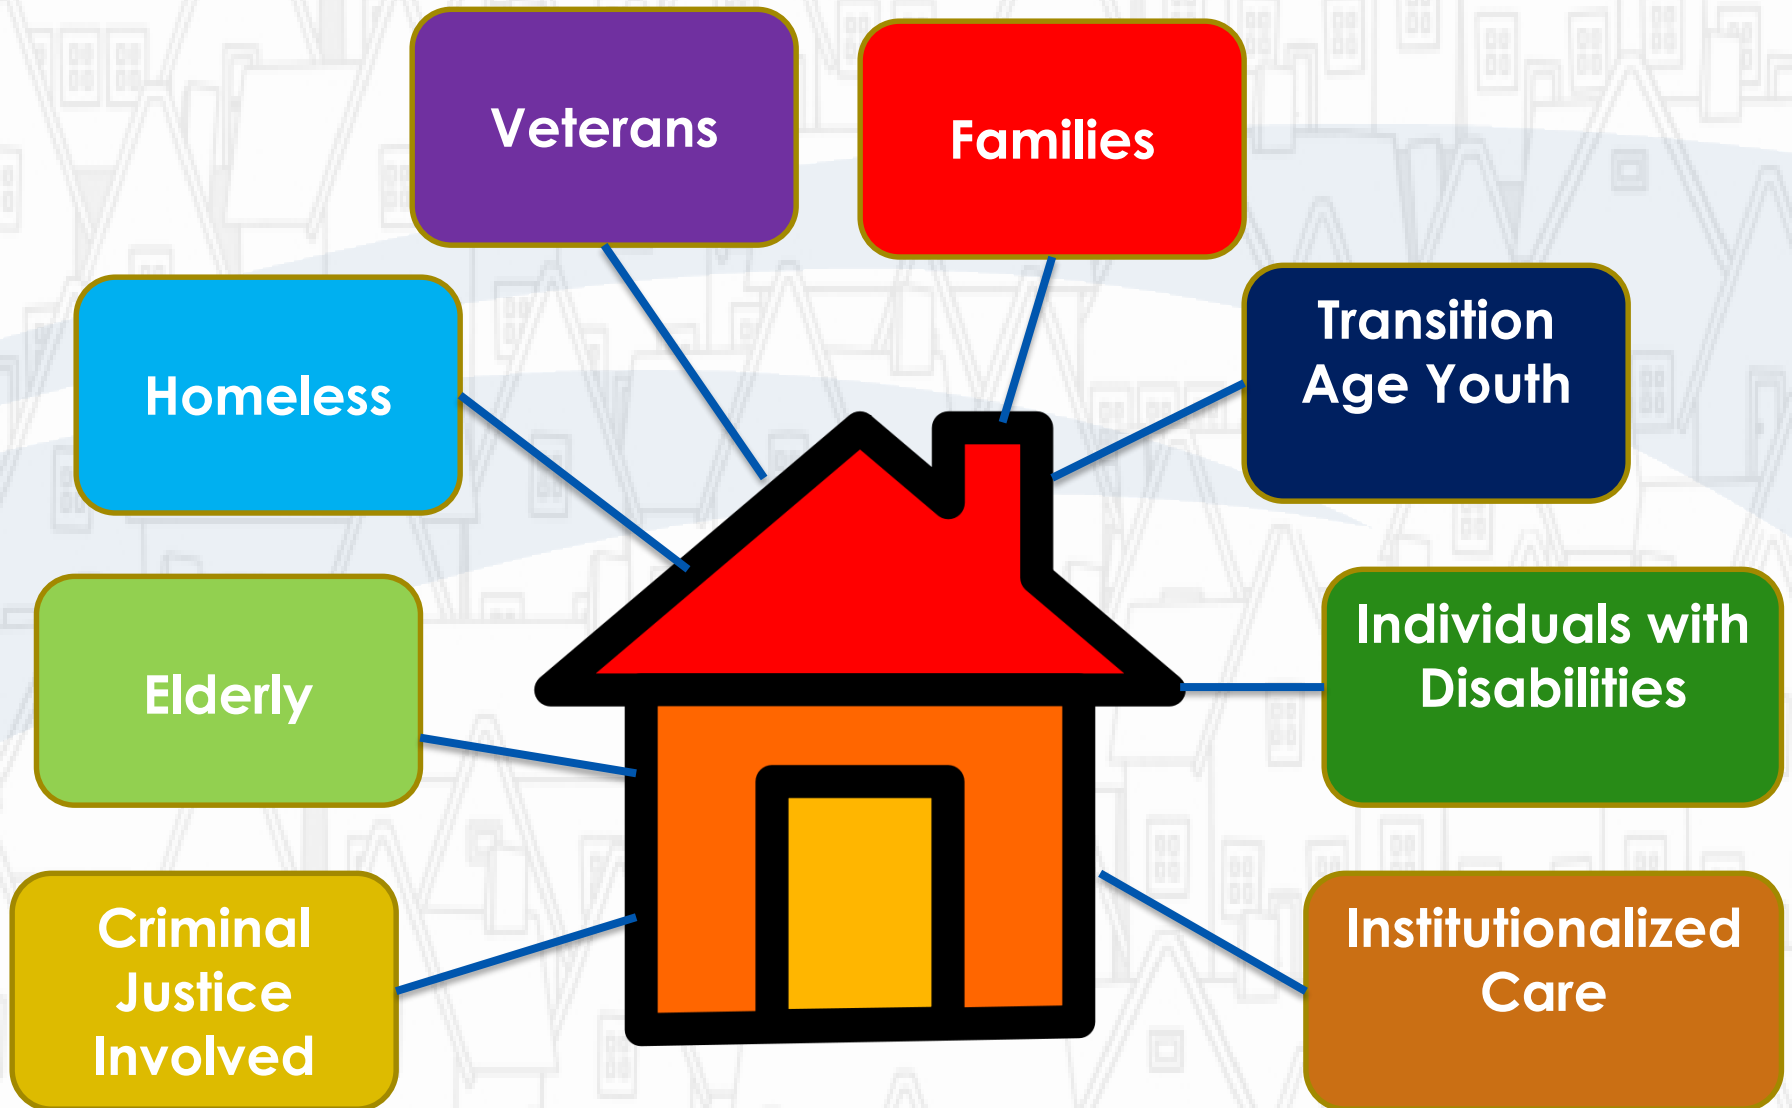 Veterans
Families
Transition
Age Youth
Homeless
Individuals with
Disabilities
Elderly
Criminal
Justice
Involved
Institutionalized
Care